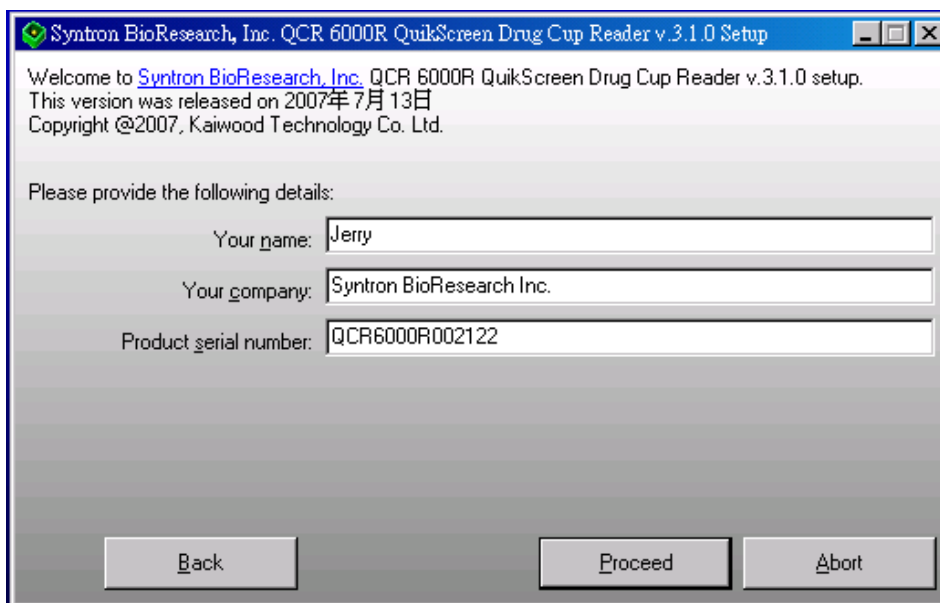 Syntron BioResearch, Inc. QCR 6000R QuikScreen Drug Cup Reader v.3.1.0 Setup
Welcome to Syntron BioResearch, Inc. QCR 6000R QuikScreen Drug Cup Reader v.3.1.0 setup.
This version was released on 2007年7月13日
Copyright @2007, Kaiwood Technology Co. Ltd.
Please provide the following details:
Your name: Jerry
Your company: Syntron BioResearch Inc.
Product serial number: QCR6000R002122
Back Proceed Abort